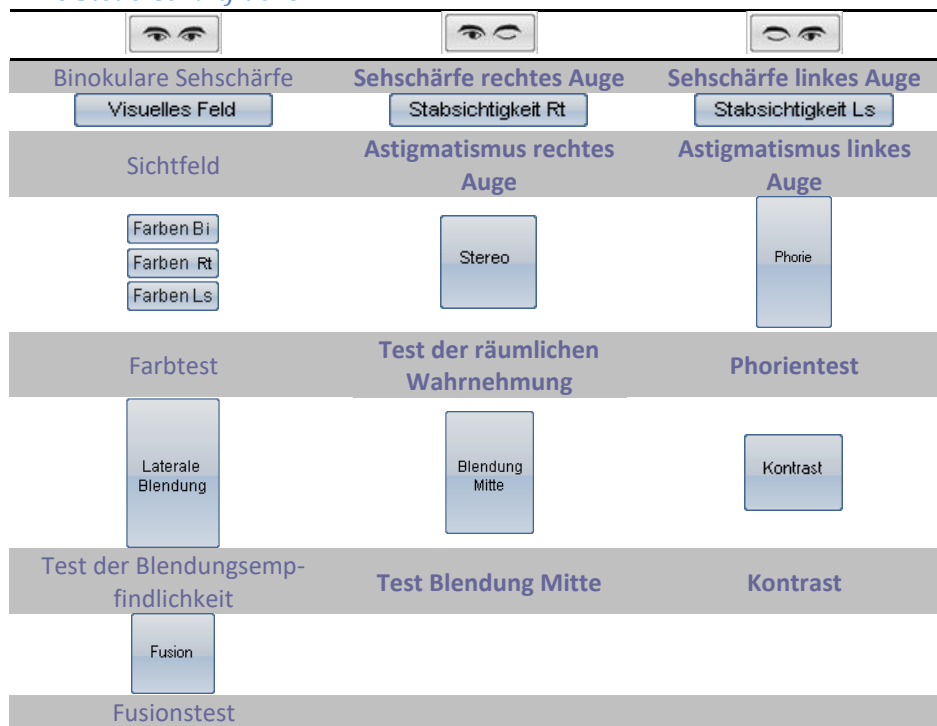 Binokulare Sehschärfe
Sehschärfe rechtes Auge
Sehschärfe linkes Auge
Visuelles Feld
Stabsichtigkeit Rt
Stabsichtigkeit Ls
Sichtfeld
Astigmatismus rechtes
Auge
Astigmatismus linkes
Auge
Farben Bi
Farben Rt
Farben Ls
Stereo
Phorie
Farbtest
Test der räumlichen
Wahrnehmung
Phorientest
Laterale
Blendung
Blendung
Mitte
Kontrast
Test der Blendungsemp-
findlichkeit
Test Blendung Mitte
Kontrast
Fusion
Fusionstest